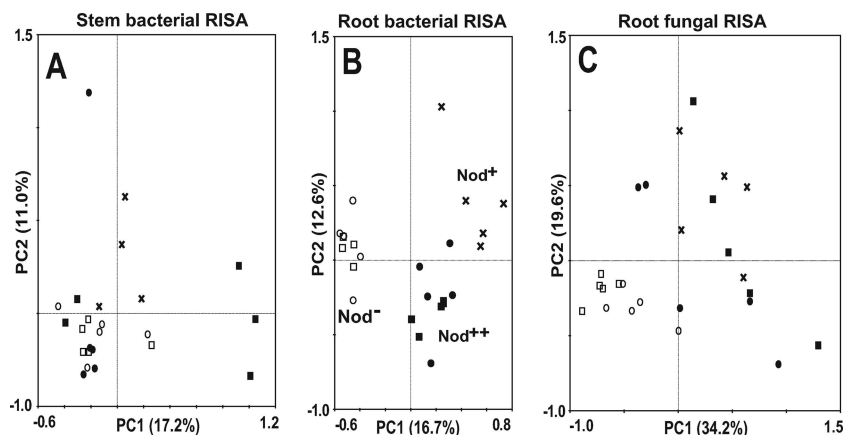 Stem bacterial RISA
Root bacterial RISA
Root fungal RISA
1.5
A
PC2 (11.0%)
-1.0
-0.6
PC1 (17.2%)
1.2
1.5
B
PC2 (12.6%)
Nod+
Nod-
Nod++
-1.0
-0.6
PC1 (16.7%)
0.8
1.5
C
PC2 (19.6%)
-1.0
-1.0
PC1 (34.2%)
1.5